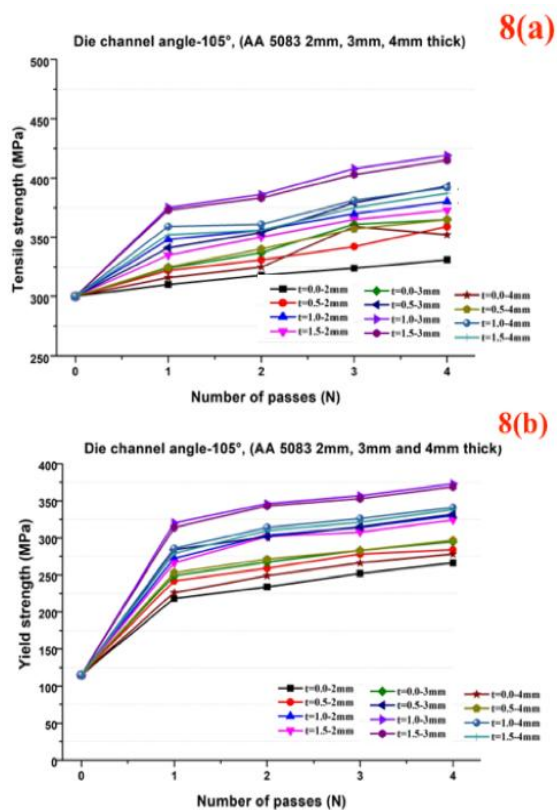 8(a)
Die channel angle-105°, (AA 5083 2mm, 3mm, 4mm thick)
500
450
400
350
300
250
Tensile strength (MPa)
t=0.0-2mm
t=0.5-2mm
t=1.0-2mm
t=1.5-2mm
t=0.0-3mm
t=0.5-3mm
t=1.0-3mm
t=1.5-3mm
t=0.0-4mm
t=0.5-4mm
t=1.0-4mm
t=1.5-4mm
0 1 2 3 4
Number of passes (N)
8(b)
Die channel angle-105°, (AA 5083 2mm, 3mm and 4mm thick)
400
350
300
250
200
150
100
50
0
Yield strength (MPa)
t=0.0-2mm
t=0.5-2mm
t=1.0-2mm
t=1.5-2mm
t=0.0-3mm
t=0.5-3mm
t=1.0-3mm
t=1.5-3mm
t=0.0-4mm
t=0.5-4mm
t=1.0-4mm
t=1.5-4mm
0 1 2 3 4
Number of passes (N)